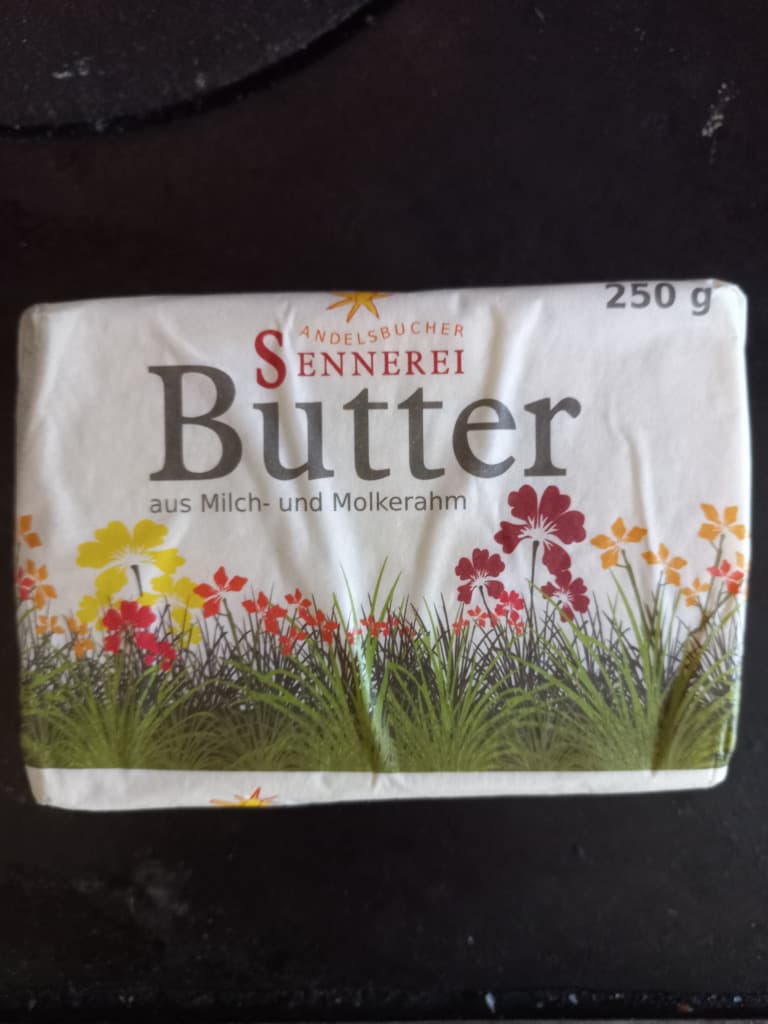 250 g
ANDELSBUCHER
SENNEREI
Butter
aus Milch- und Molkerahm